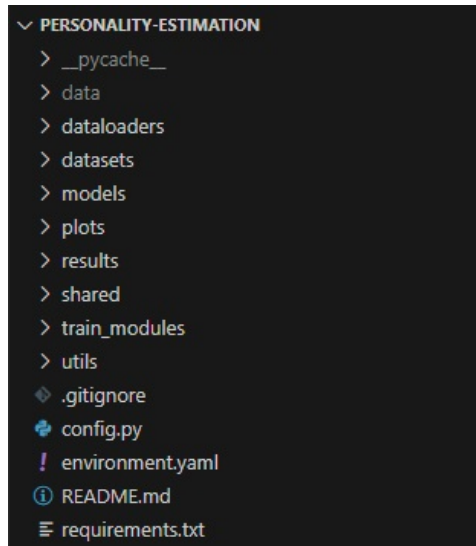 PERSONALITY-ESTIMATION
__pycache__
data
dataloaders
datasets
models
plots
results
shared
train_modules
utils
.gitignore
config.py
environment.yaml
README.md
requirements.txt